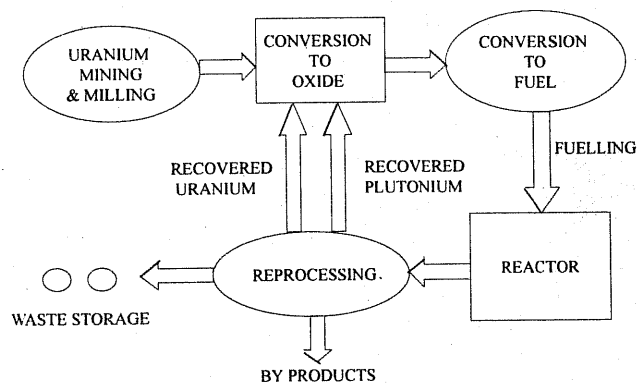 URANIUM
MINING
& MILLING
CONVERSION
TO
OXIDE
CONVERSION
TO
FUEL
FUELLING
RECOVERED
URANIUM
RECOVERED
PLUTONIUM
REPROCESSING.
REACTOR
WASTE STORAGE
BY PRODUCTS